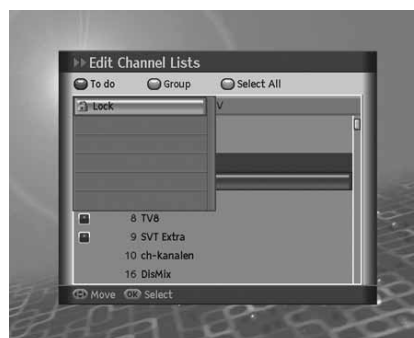 Edit Channel Lists
To do Group Select All
Lock V
8 TV8
9 SVT Extra
10 ch-kanalen
16 DisMix
Move OK Select